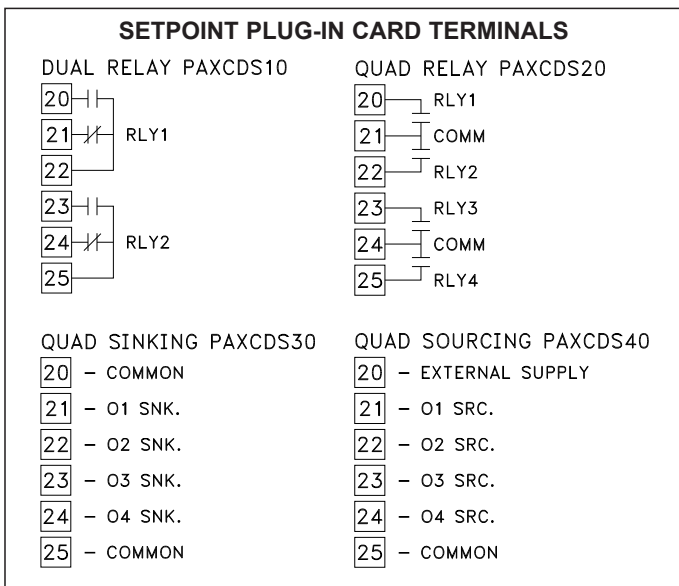 SETPOINT PLUG-IN CARD TERMINALS
DUAL RELAY PAXCDS10
20
21 RLY1
22
23
24 RLY2
25
QUAD RELAY PAXCDS20
20 RLY1
21 COMM
22 RLY2
23 RLY3
24 COMM
25 RLY4
QUAD SINKING PAXCDS30
20 - COMMON
21 - O1 SNK.
22 - O2 SNK.
23 - O3 SNK.
24 - O4 SNK.
25 - COMMON
QUAD SOURCING PAXCDS40
20 - EXTERNAL SUPPLY
21 - O1 SRC.
22 - O2 SRC.
23 - O3 SRC.
24 - O4 SRC.
25 - COMMON